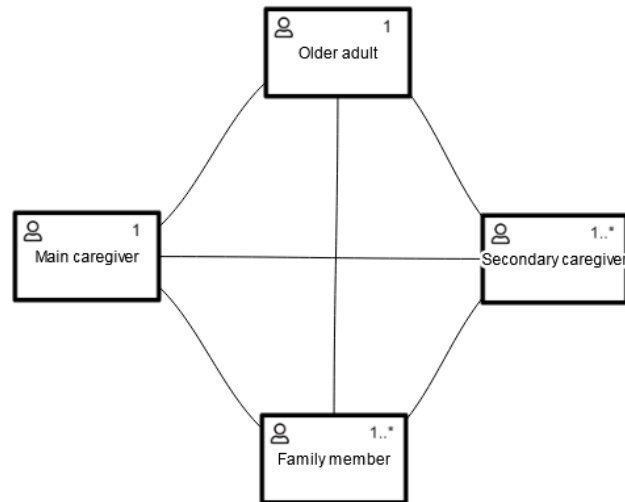 1
Older adult
1
Main caregiver
1..*
Secondary caregiver
1..*
Family member